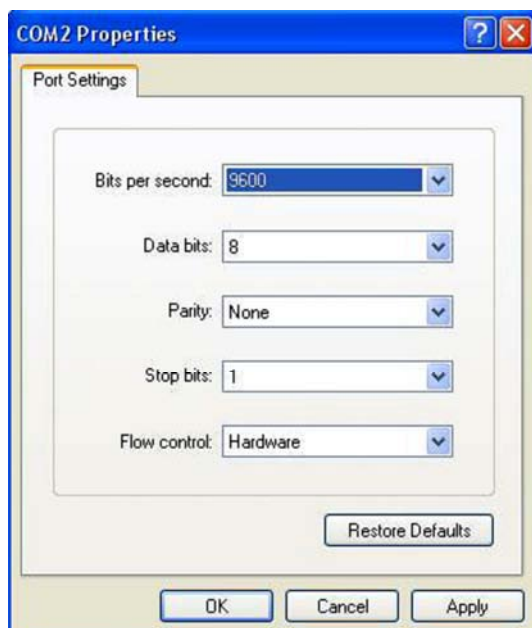 COM2 Properties
Port Settings
Bits per second: 9600
Data bits: 8
Parity: None
Stop bits: 1
Flow control: Hardware
Restore Defaults
OK Cancel Apply